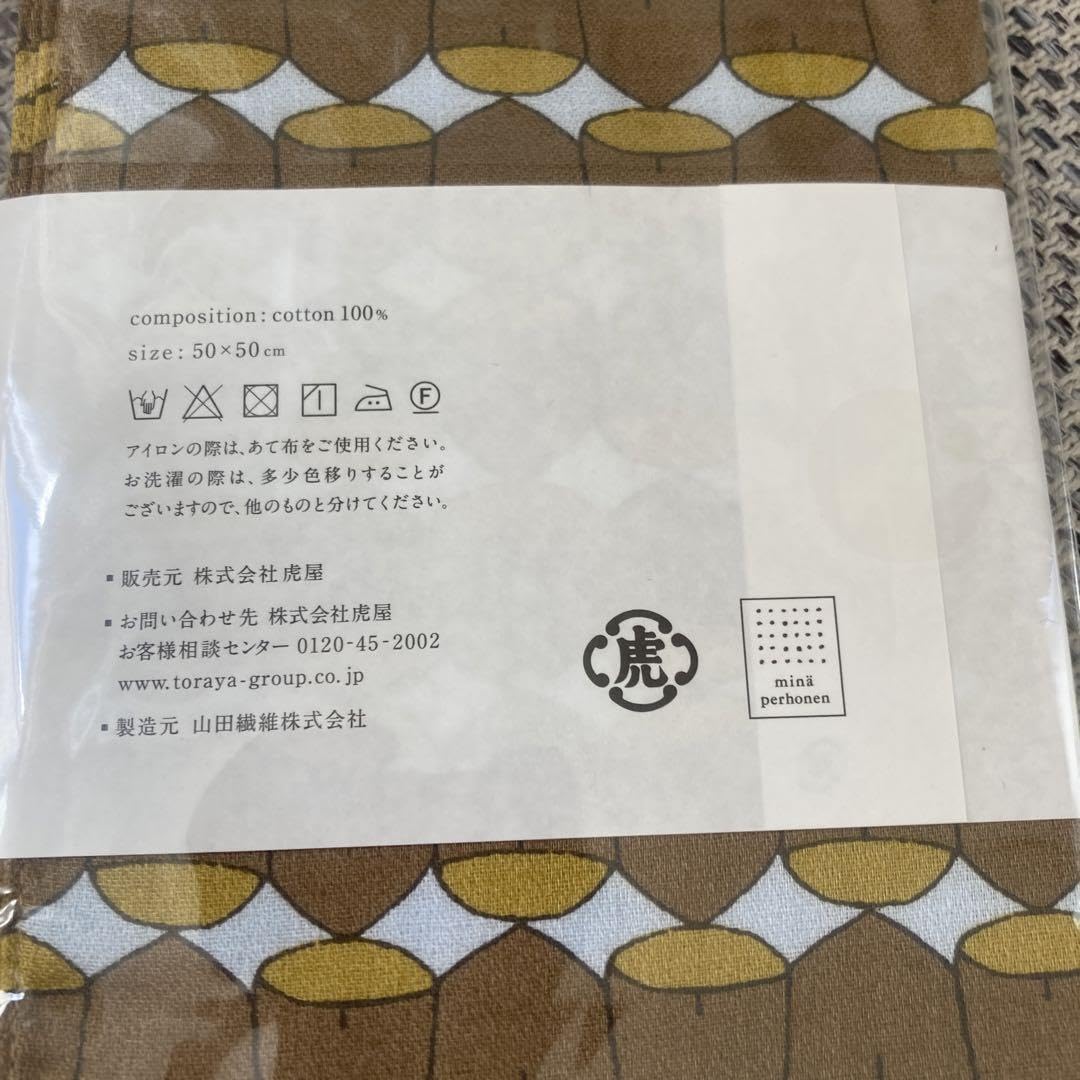 composition: cotton 100%
size: 50×50cm
F
アイロンの際は、あて布をご使用ください。
お洗濯の際は、多少色移りすることが
ございますので、他のものと分けてください。
▪ 販売元 株式会社虎屋
▪ お問い合わせ先 株式会社虎屋
お客様相談センター 0120-45-2002
www.toraya-group.co.jp
▪ 製造元 山田繊維株式会社
虎
minä
perhonen